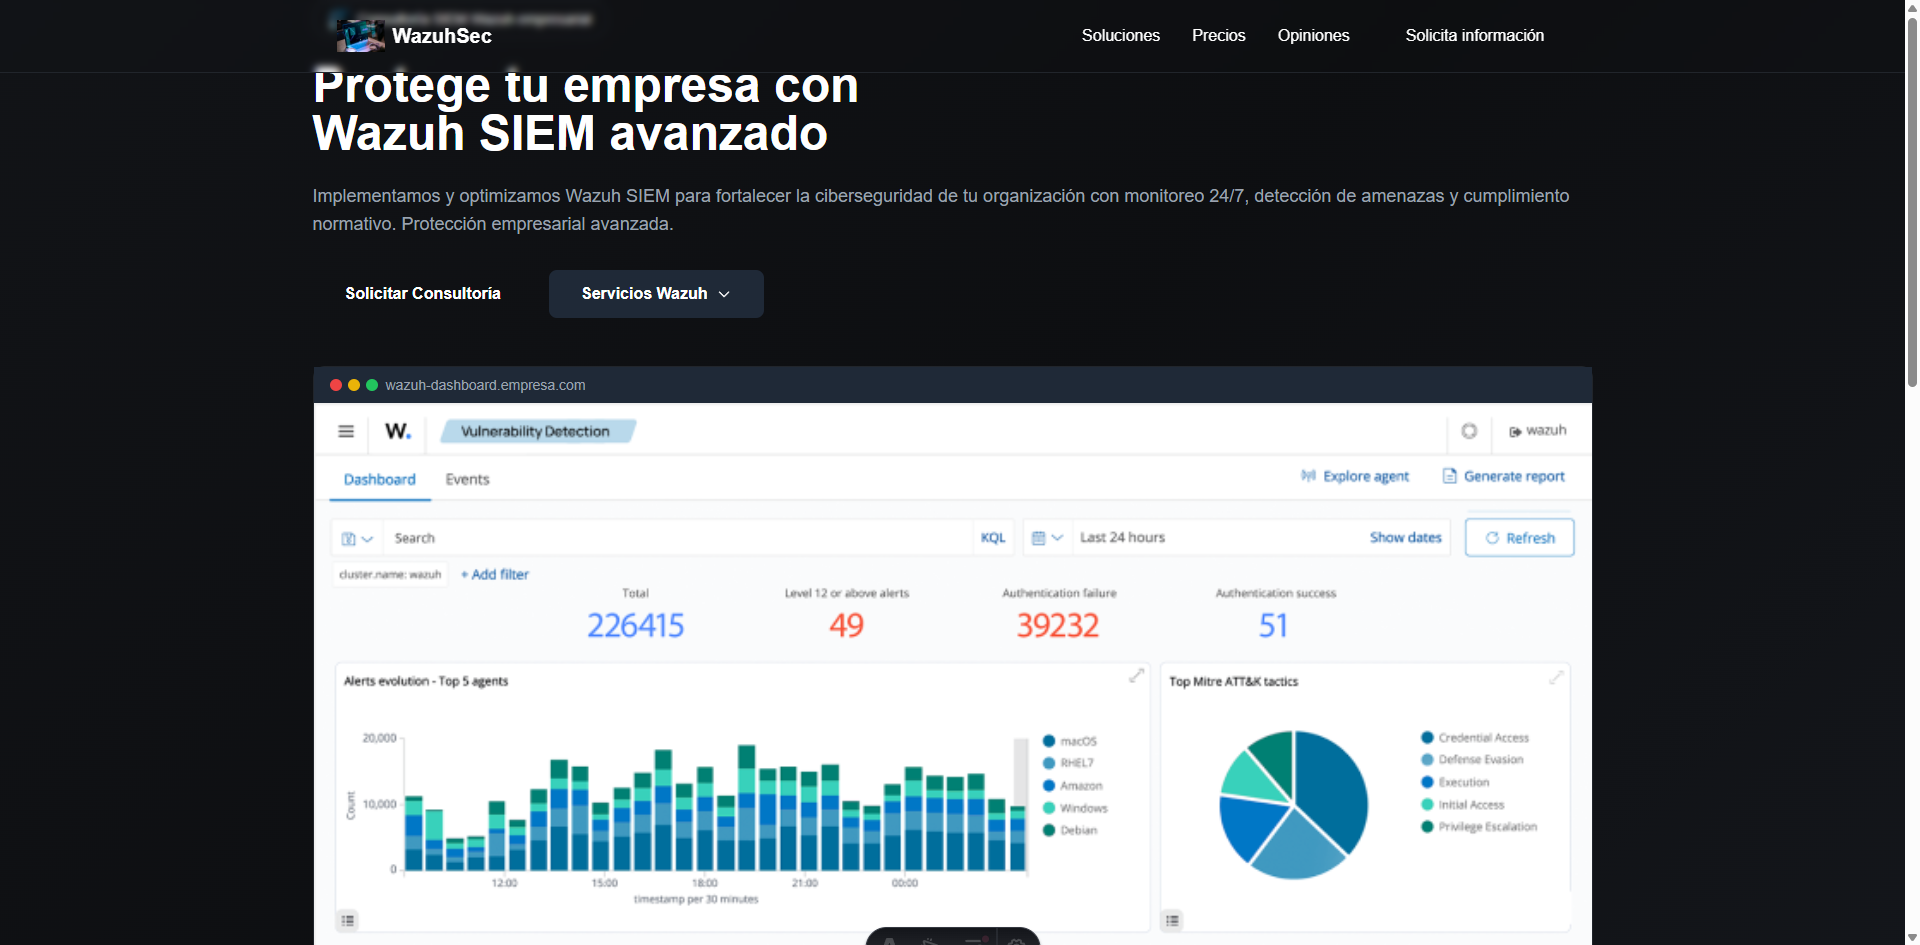 WazuhSec
Soluciones
Precios
Opiniones
Solicita información
Protege tu empresa con
Wazuh SIEM avanzado
Implementamos y optimizamos Wazuh SIEM para fortalecer la ciberseguridad de tu organización con monitoreo 24/7, detección de amenazas y cumplimiento
normativo. Protección empresarial avanzada.
Solicitar Consultoría
Servicios Wazuh
wazuh-dashboard.empresa.com
W.
Vulnerability Detection
wazuh
Dashboard
Events
Explore agent
Generate report
Search
KQL
Last 24 hours
Show dates
Refresh
cluster.name: wazuh
+ Add filter
Total
Level 12 or above alerts
Authentication failure
Authentication success
226415
49
39232
51
Alerts evolution - Top 5 agents
20,000
10,000
0
Count
12:00
15:00
18:00
21:00
00:00
timestamp per 30 minutes
macOS
RHEL7
Amazon
Windows
Debian
Top Mitre ATT&K tactics
Credential Access
Defense Evasion
Execution
Initial Access
Privilege Escalation